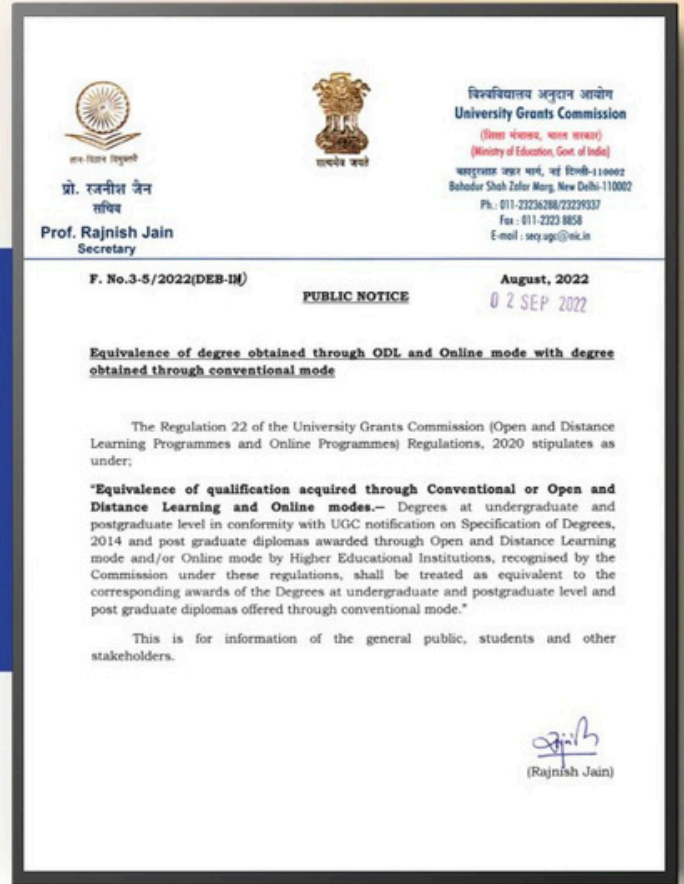 ज्ञान-विज्ञान विमुक्तये
प्रो. रजनीश जैन
सचिव
Prof. Rajnish Jain
Secretary
सत्यमेव जयते
विश्वविद्यालय अनुदान आयोग
University Grants Commission
(शिक्षा मंत्रालय, भारत सरकार)
(Ministry of Education, Govt. of India)
बहादुरशाह ज़फ़र मार्ग, नई दिल्ली-110002
Bahadur Shah Zafar Marg, New Delhi-110002
Ph.: 011-23236288/23239337
Fax : 011-2323 8858
E-mail : secy.ugc@nic.in
F. No.3-5/2022(DEB-III)
August, 2022
PUBLIC NOTICE
02 SEP 2022
Equivalence of degree obtained through ODL and Online mode with degree
obtained through conventional mode
The Regulation 22 of the University Grants Commission (Open and Distance
Learning Programmes and Online Programmes) Regulations, 2020 stipulates as
under;
"Equivalence of qualification acquired through Conventional or Open and
Distance Learning and Online modes.— Degrees at undergraduate and
postgraduate level in conformity with UGC notification on Specification of Degrees,
2014 and post graduate diplomas awarded through Open and Distance Learning
mode and/or Online mode by Higher Educational Institutions, recognised by the
Commission under these regulations, shall be treated as equivalent to the
corresponding awards of the Degrees at undergraduate and postgraduate level and
post graduate diplomas offered through conventional mode."
This is for information of the general public, students and other
stakeholders.
(Rajnish Jain)